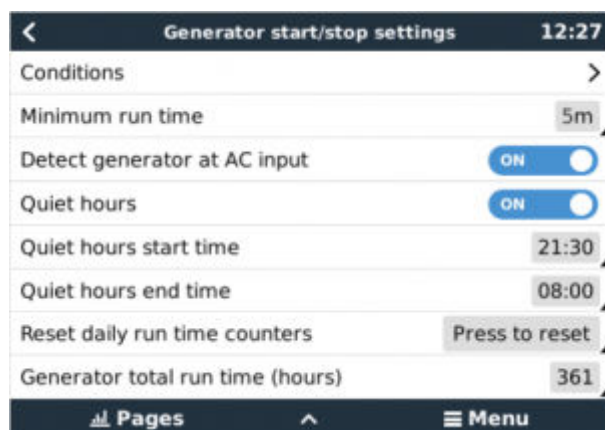 Generator start/stop settings 12:27
Conditions
Minimum run time 5m
Detect generator at AC input ON
Quiet hours ON
Quiet hours start time 21:30
Quiet hours end time 08:00
Reset daily run time counters Press to reset
Generator total run time (hours) 361
Pages Menu